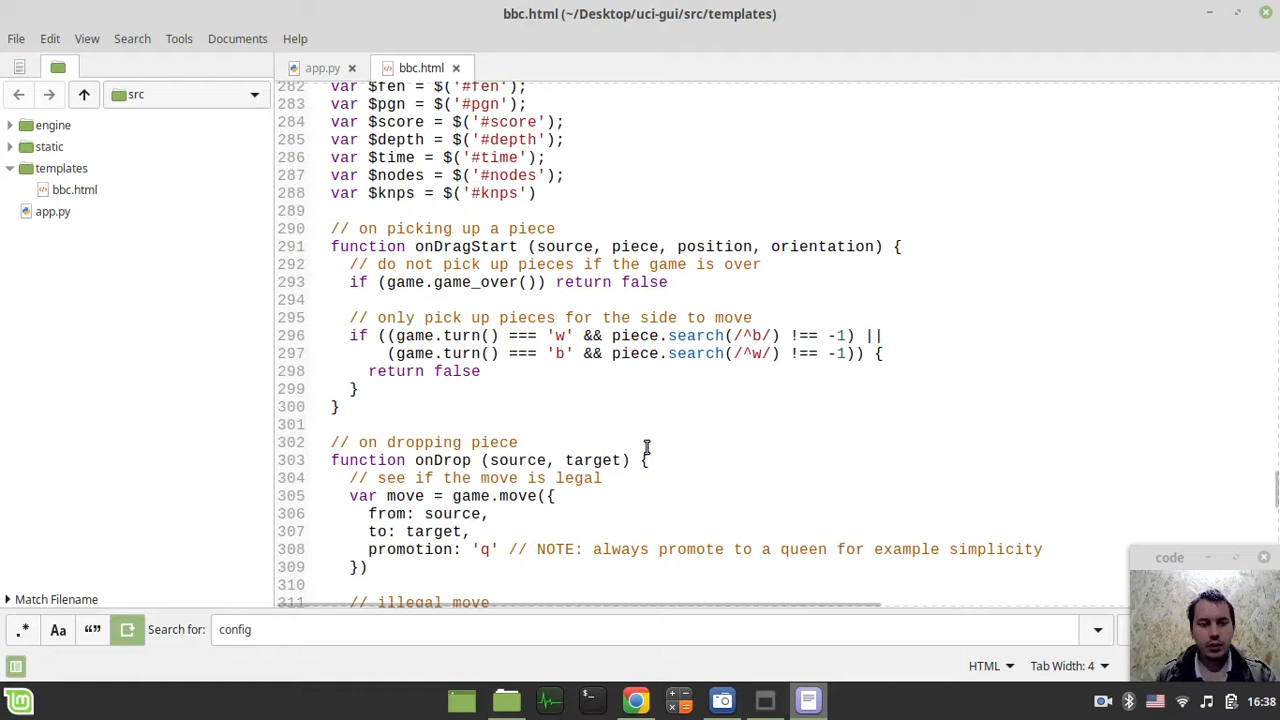 bbc.html (~/Desktop/uci-gui/src/templates)
File Edit View Search Tools Documents Help
app.py bbc.html
src
engine
static
templates
bbc.html
app.py
Match Filename
282 var $fen = $('#fen');
283 var $pgn = $('#pgn');
284 var $score = $('#score');
285 var $depth = $('#depth');
286 var $time = $('#time');
287 var $nodes = $('#nodes');
288 var $knps = $('#knps')
289
290 // on picking up a piece
291 function onDragStart (source, piece, position, orientation) {
292 // do not pick up pieces if the game is over
293 if (game.game_over()) return false
294
295 // only pick up pieces for the side to move
296 if ((game.turn() === 'w' && piece.search(/^b/) !== -1) ||
297 (game.turn() === 'b' && piece.search(/^w/) !== -1)) {
298 return false
299 }
300 }
301
302 // on dropping piece
303 function onDrop (source, target) {
304 // see if the move is legal
305 var move = game.move({
306 from: source,
307 to: target,
308 promotion: 'q' // NOTE: always promote to a queen for example simplicity
309 })
310
311 // illegal move
code
.* Aa “” Search for: config
HTML Tab Width: 4
16:38